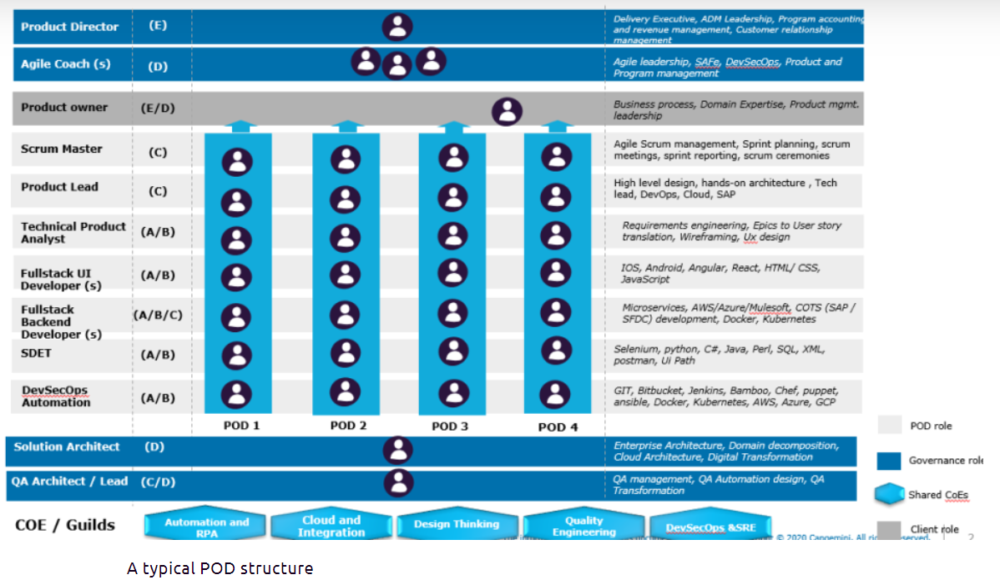 Product Director
(E)
Delivery Executive, ADM Leadership, Program accounting
and revenue management, Customer relationship
management
Agile Coach (s)
(D)
Agile leadership, SAFe, DevSecOps, Product and
Program management
Product owner
(E/D)
Business process, Domain Expertise, Product mgmt.
leadership
Scrum Master
(C)
Agile Scrum management, Sprint planning, scrum
meetings, sprint reporting, scrum ceremonies
Product Lead
(C)
High level design, hands-on architecture , Tech
lead, DevOps, Cloud, SAP
Technical Product
Analyst
(A/B)
Requirements engineering, Epics to User story
translation, Wireframing, Ux design
Fullstack UI
Developer (s)
(A/B)
IOS, Android, Angular, React, HTML/ CSS,
JavaScript
Fullstack
Backend
Developer (s)
(A/B/C)
Microservices, AWS/Azure/Mulesoft, COTS (SAP /
SFDC) development, Docker, Kubernetes
SDET
(A/B)
Selenium, python, C#, Java, Perl, SQL, XML,
postman, Ui Path
DevSecOps
Automation
(A/B)
GIT, Bitbucket, Jenkins, Bamboo, Chef, puppet,
ansible, Docker, Kubernetes, AWS, Azure, GCP
POD 1
POD 2
POD 3
POD 4
POD role
Governance role
Shared CoEs
Client role
Solution Architect
(D)
Enterprise Architecture, Domain decomposition,
Cloud Architecture, Digital Transformation
QA Architect / Lead
(C/D)
QA management, QA Automation design, QA
Transformation
COE / Guilds
Automation and
RPA
Cloud and
Integration
Design Thinking
Quality
Engineering
DevSecOps &SRE
© 2020 Capgemini. All rights reserved.
2
A typical POD structure